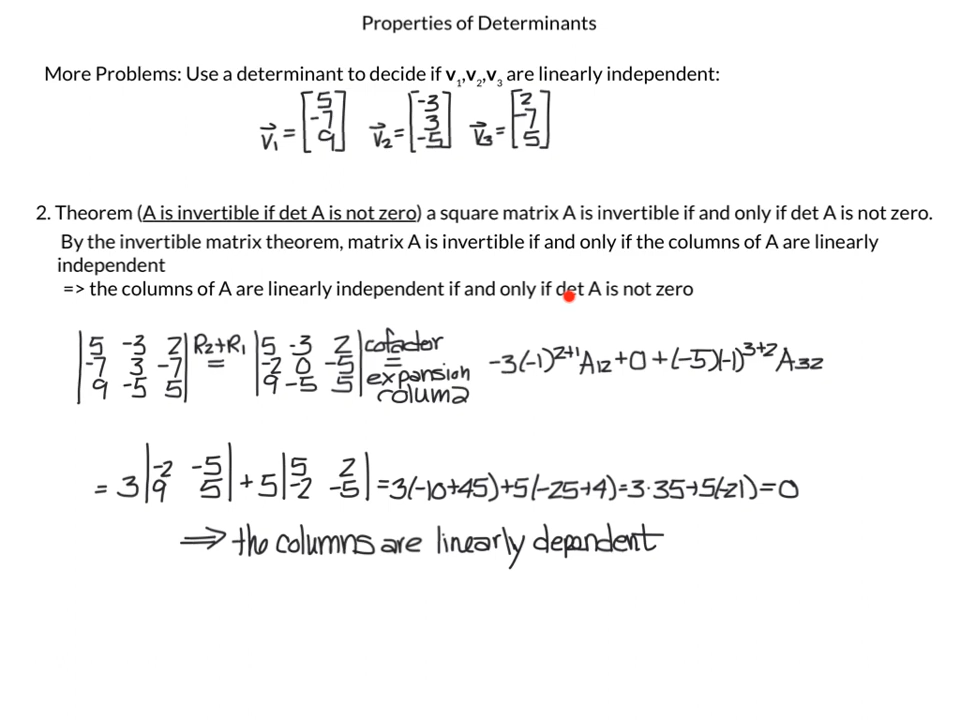 Properties of Determinants
More Problems: Use a determinant to decide if v₁,v₂,v₃ are linearly independent:
v⃗₁ = [5 -7 9] v⃗₂ = [-3 3 -5] v⃗₃ = [2 -7 5]
2. Theorem (A is invertible if det A is not zero) a square matrix A is invertible if and only if det A is not zero.
By the invertible matrix theorem, matrix A is invertible if and only if the columns of A are linearly
independent
=> the columns of A are linearly independent if and only if det A is not zero
|5 -3 2| R2+R1 |5 -3 2| cofactor
|-7 3 -7| = |-2 0 -5| = -3(-1)²⁺¹A₁₂+0+(-5)(-1)³⁺²A₃₂
|9 -5 5| |9 -5 5| expansion
colum2
= 3|-2 -5| + 5|5 2| =3(-10+45)+5(-25+4)=3·35+5(-21)=0
|9 5| |-2 -5|
⇒ the columns are linearly dependent